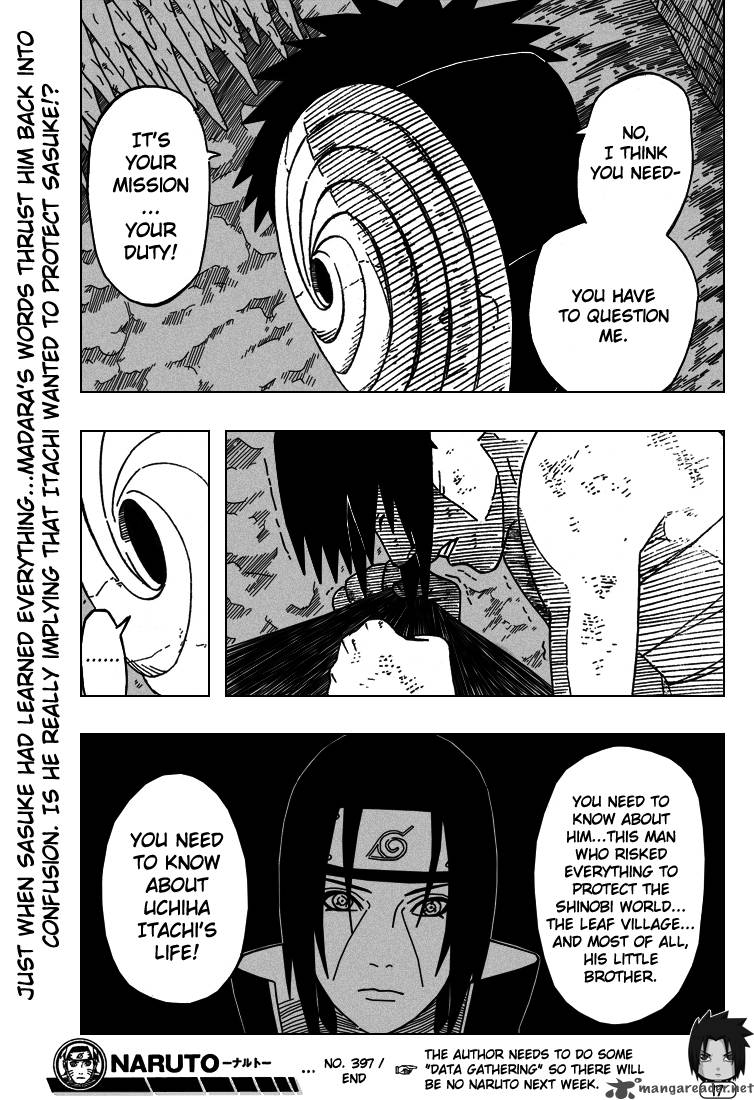 JUST WHEN SASUKE HAD LEARNED EVERYTHING...MADARA'S WORDS THRUST HIM BACK INTO
CONFUSION. IS HE REALLY IMPLYING THAT ITACHI WANTED TO PROTECT SASUKE!?
NO,
I THINK
YOU NEED-
YOU HAVE
TO QUESTION
ME.
IT'S
YOUR
MISSION
...
YOUR
DUTY!
......
YOU NEED TO
KNOW ABOUT
HIM...THIS MAN
WHO RISKED
EVERYTHING TO
PROTECT THE
SHINOBI WORLD...
THE LEAF VILLAGE...
AND MOST OF ALL,
HIS LITTLE
BROTHER.
YOU NEED
TO KNOW
ABOUT
UCHIHA
ITACHI'S
LIFE!
NARUTO ーナルトー
... NO. 397 /
END
☞ THE AUTHOR NEEDS TO DO SOME
"DATA GATHERING" SO THERE WILL
BE NO NARUTO NEXT WEEK.
17
mangareader.net